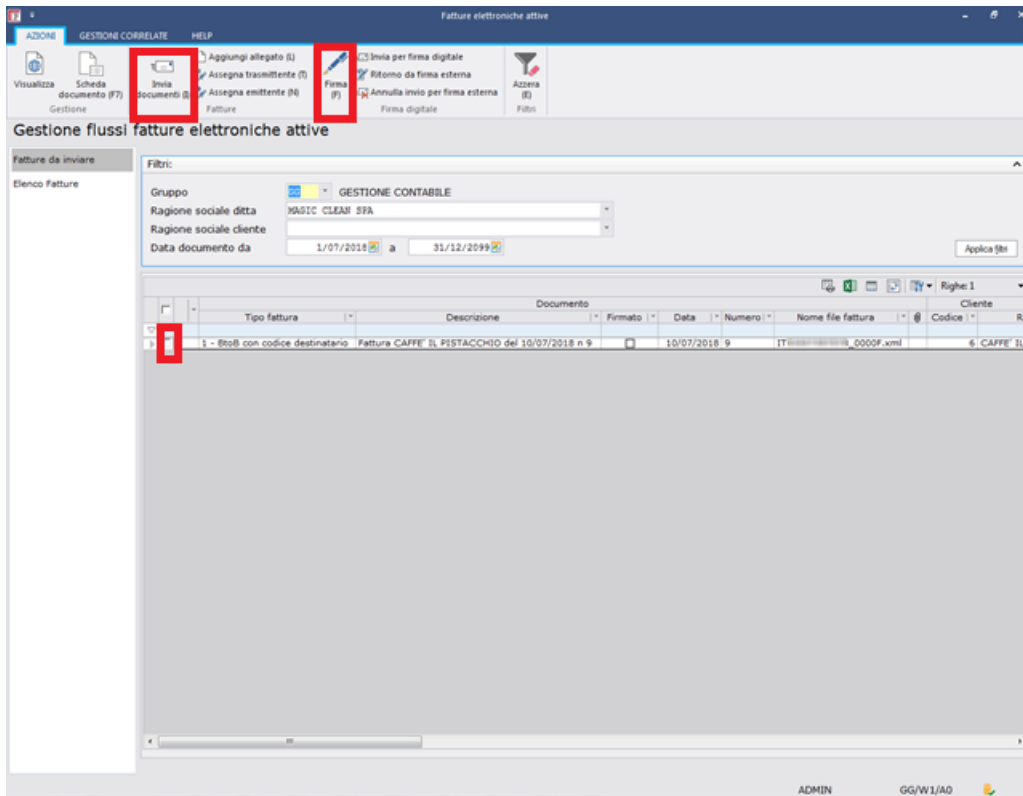 Fatture elettroniche attive
AZIONI GESTIONI CORRELATE HELP
Visualizza
Scheda documento (F7)
Gestione
Invia documenti (I)
Aggiungi allegato (L)
Assegna trasmittente (T)
Assegna emittente (N)
Fatture
Firma (F)
Invia per firma digitale
Ritorno da firma esterna
Annulla invio per firma esterna
Firma digitale
Azzera (E)
Filtri
Gestione flussi fatture elettroniche attive
Fatture da inviare
Elenco Fatture
Filtri:
Gruppo GG GESTIONE CONTABILE
Ragione sociale ditta MAGIC CLEAN SPA
Ragione sociale cliente
Data documento da 1/07/2018 a 31/12/2099
Applica filtri
Righe: 1
Documento Cliente
Tipo fattura Descrizione Firmato Data Numero Nome file fattura Codice R
1 - BtoB con codice destinatario Fattura CAFFE' IL PISTACCHIO del 10/07/2018 n 9 10/07/2018 9 IT _0000F.xml 6 CAFFE' IL
ADMIN GG/W1/A0